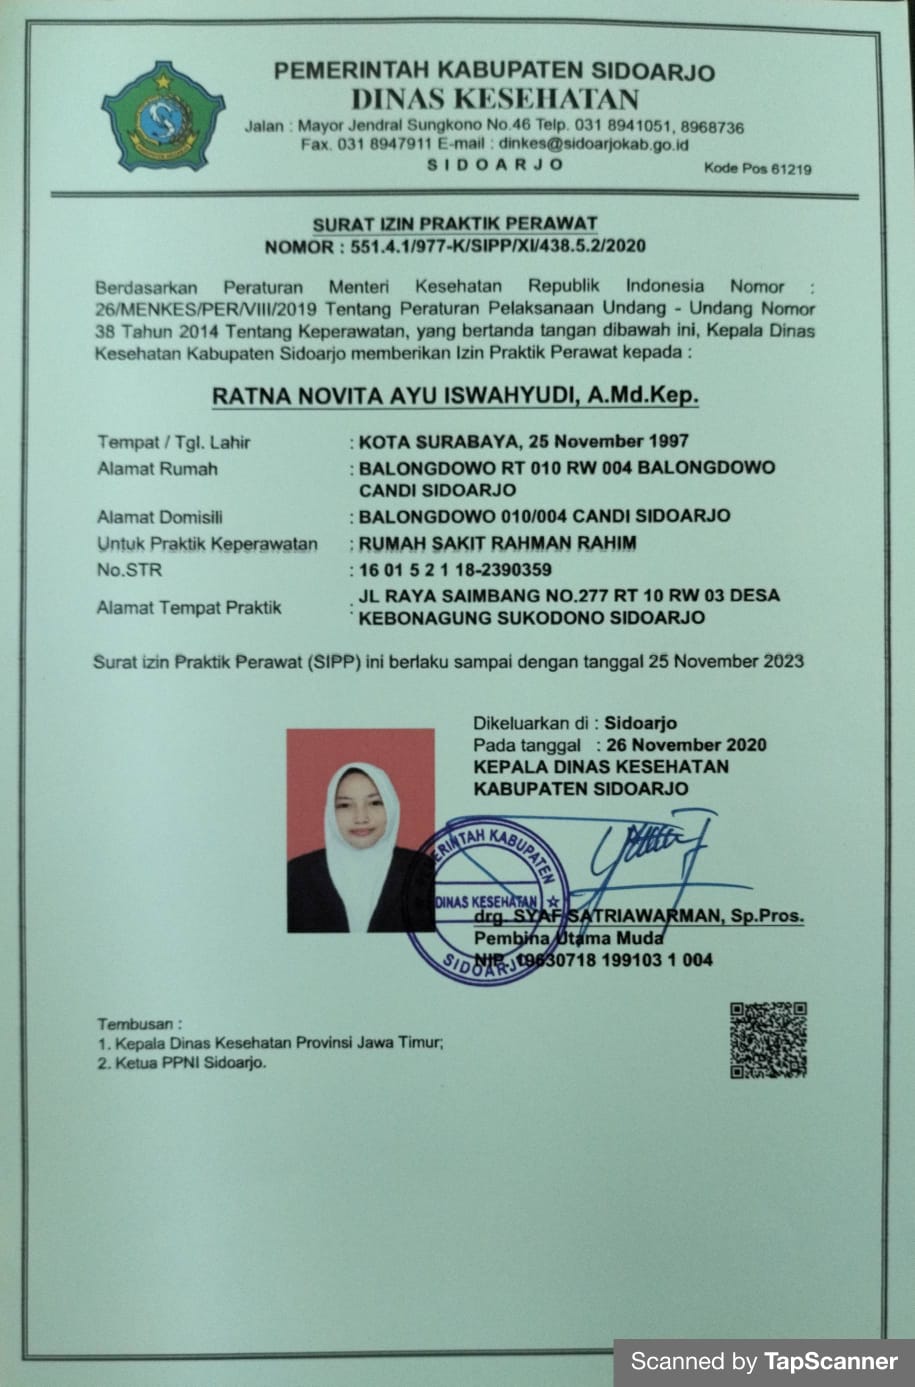 PEMERINTAH KABUPATEN SIDOARJO
DINAS KESEHATAN
Jalan : Mayor Jendral Sungkono No.46 Telp. 031 8941051, 8968736
Fax. 031 8947911 E-mail : dinkes@sidoarjokab.go.id
SIDOARJO
Kode Pos 61219
SURAT IZIN PRAKTIK PERAWAT
NOMOR : 551.4.1/977-K/SIPP/XI/438.5.2/2020
Berdasarkan Peraturan Menteri Kesehatan Republik Indonesia Nomor :
26/MENKES/PER/VIII/2019 Tentang Peraturan Pelaksanaan Undang - Undang Nomor
38 Tahun 2014 Tentang Keperawatan, yang bertanda tangan dibawah ini, Kepala Dinas
Kesehatan Kabupaten Sidoarjo memberikan Izin Praktik Perawat kepada :
RATNA NOVITA AYU ISWAHYUDI, A.Md.Kep.
Tempat / Tgl. Lahir : KOTA SURABAYA, 25 November 1997
Alamat Rumah : BALONGDOWO RT 010 RW 004 BALONGDOWO
CANDI SIDOARJO
Alamat Domisili : BALONGDOWO 010/004 CANDI SIDOARJO
Untuk Praktik Keperawatan : RUMAH SAKIT RAHMAN RAHIM
No.STR : 16 01 5 2 1 18-2390359
Alamat Tempat Praktik : JL RAYA SAIMBANG NO.277 RT 10 RW 03 DESA
KEBONAGUNG SUKODONO SIDOARJO
Surat izin Praktik Perawat (SIPP) ini berlaku sampai dengan tanggal 25 November 2023
Dikeluarkan di : Sidoarjo
Pada tanggal : 26 November 2020
KEPALA DINAS KESEHATAN
KABUPATEN SIDOARJO
PEMERINTAH KABUPATEN
DINAS KESEHATAN
SIDOARJO
drg. SYAF SATRIAWARMAN, Sp.Pros.
Pembina Utama Muda
NIP. 19630718 199103 1 004
Tembusan :
1. Kepala Dinas Kesehatan Provinsi Jawa Timur;
2. Ketua PPNI Sidoarjo.
Scanned by TapScanner